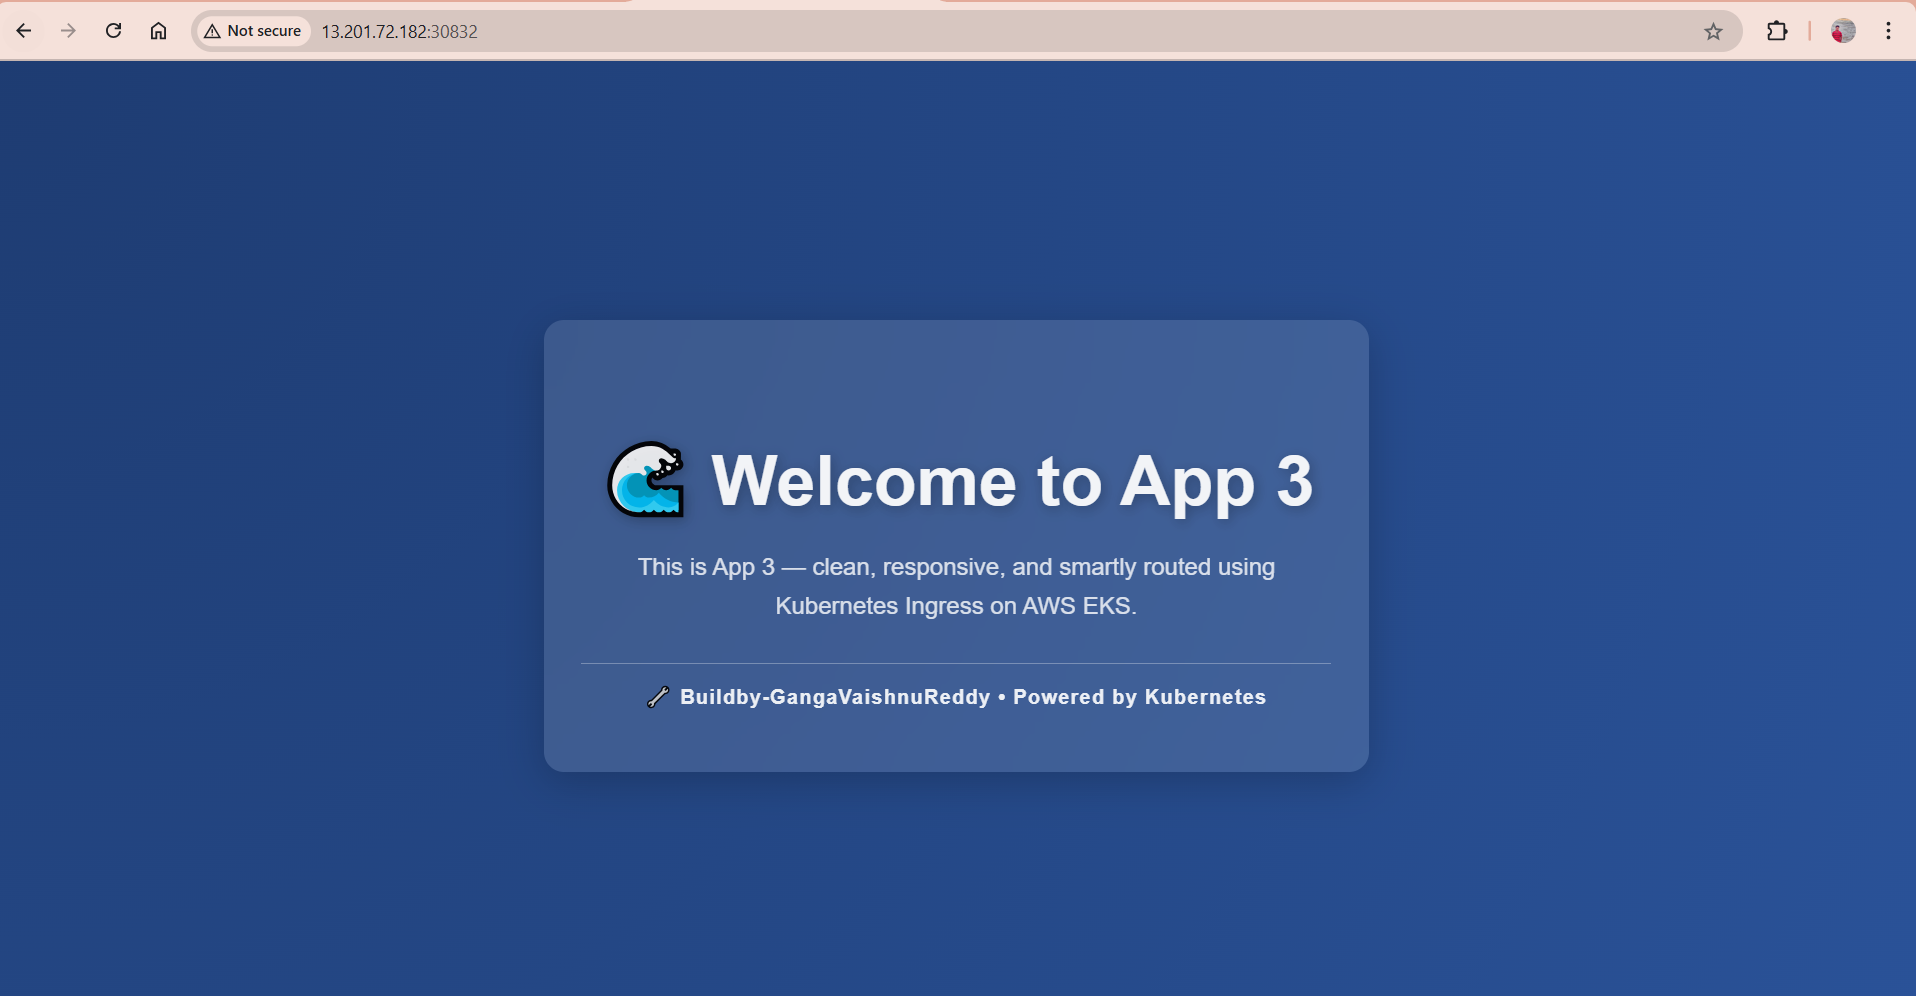 Not secure 13.201.72.182:30832
Welcome to App 3
This is App 3 — clean, responsive, and smartly routed using
Kubernetes Ingress on AWS EKS.
Buildby-GangaVaishnuReddy • Powered by Kubernetes